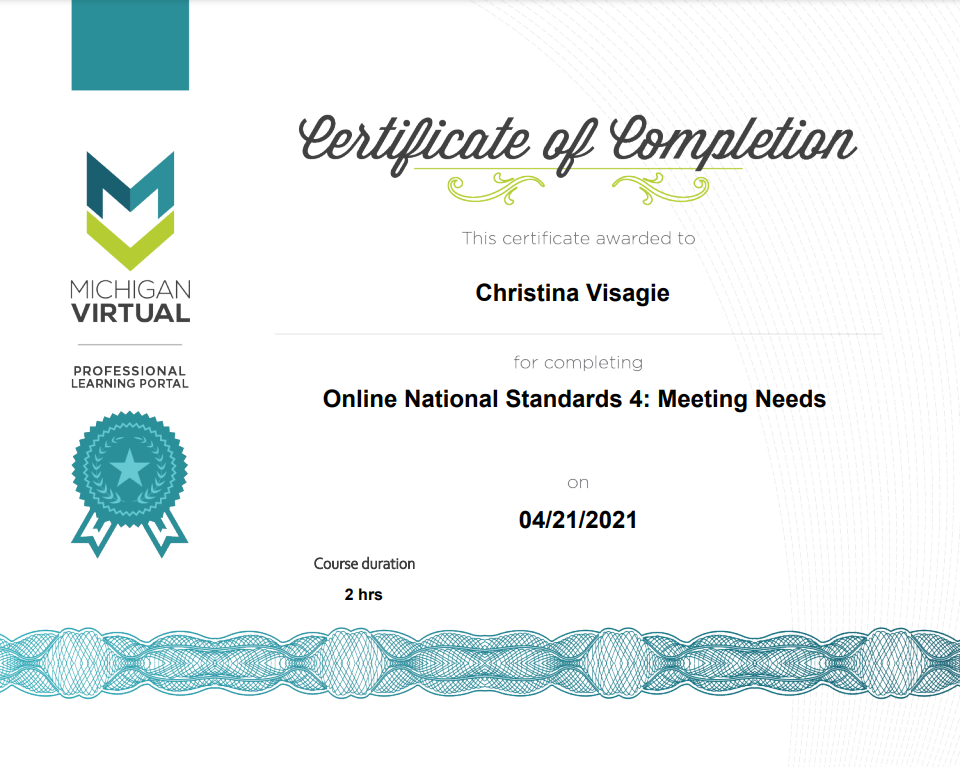 Certificate of Completion
This certificate awarded to
Christina Visagie
MICHIGAN
VIRTUAL
PROFESSIONAL
LEARNING PORTAL
for completing
Online National Standards 4: Meeting Needs
on
04/21/2021
Course duration
2 hrs